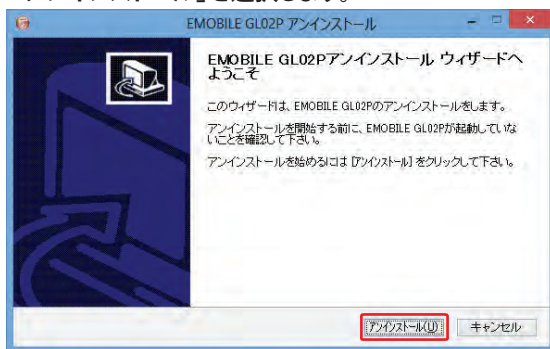 アンインストール」を選択します。
EMOBILE GL02P アンインストール
EMOBILE GL02Pアンインストール ウィザードへ
ようこそ
このウィザードは、EMOBILE GL02Pのアンインストールをします。
アンインストールを開始する前に、EMOBILE GL02Pが起動していな
いことを確認して下さい。
アンインストールを始めるには [アンインストール] をクリックして下さい。
アンインストール(U)
キャンセル